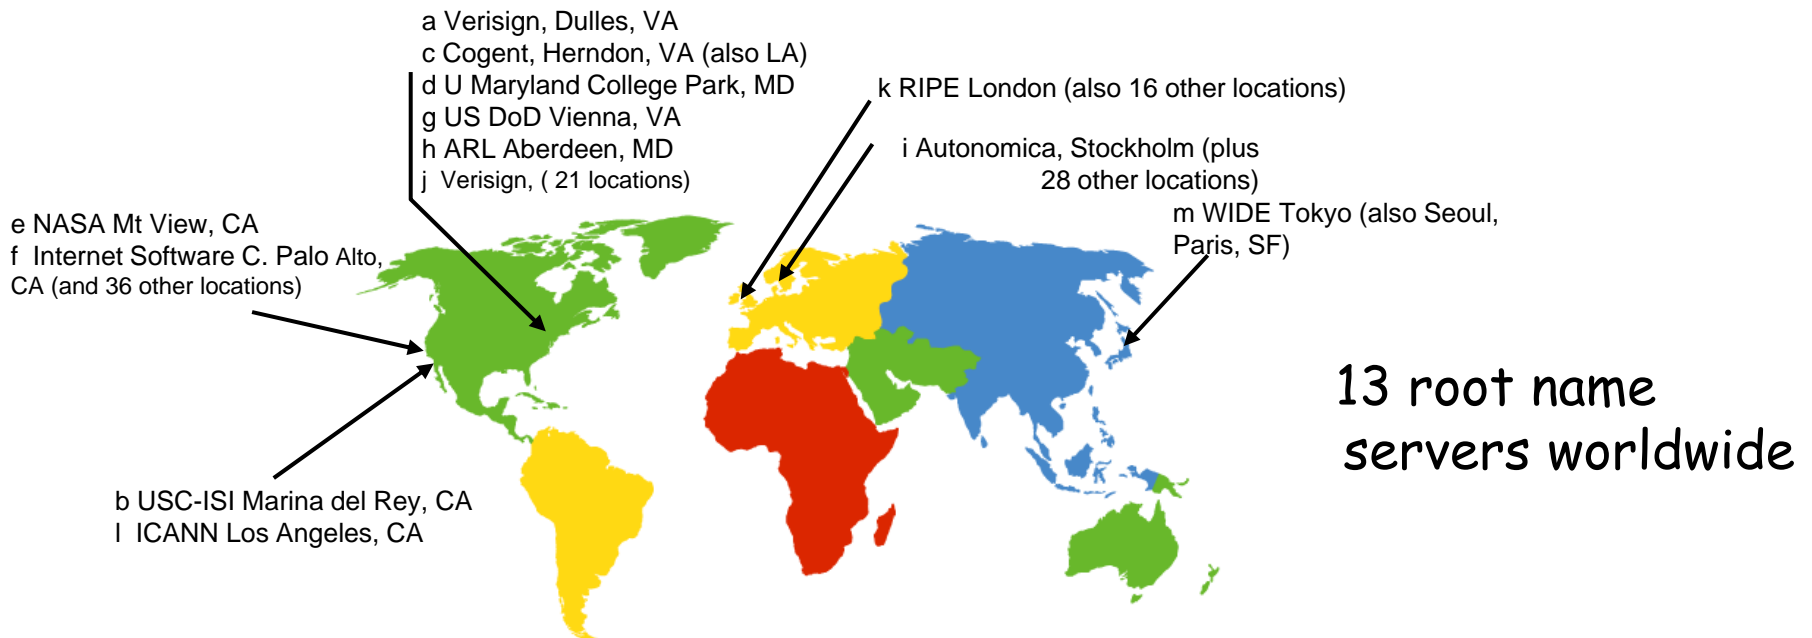 a Verisign, Dulles, VA
c Cogent, Herndon, VA (also LA)
d U Maryland College Park, MD
g US DoD Vienna, VA
h ARL Aberdeen, MD
j Verisign, ( 21 locations)
k RIPE London (also 16 other locations)
i Autonomica, Stockholm (plus
28 other locations)
m WIDE Tokyo (also Seoul,
Paris, SF)
e NASA Mt View, CA
f Internet Software C. Palo Alto,
CA (and 36 other locations)
13 root name
servers worldwide
b USC-ISI Marina del Rey, CA
l ICANN Los Angeles, CA